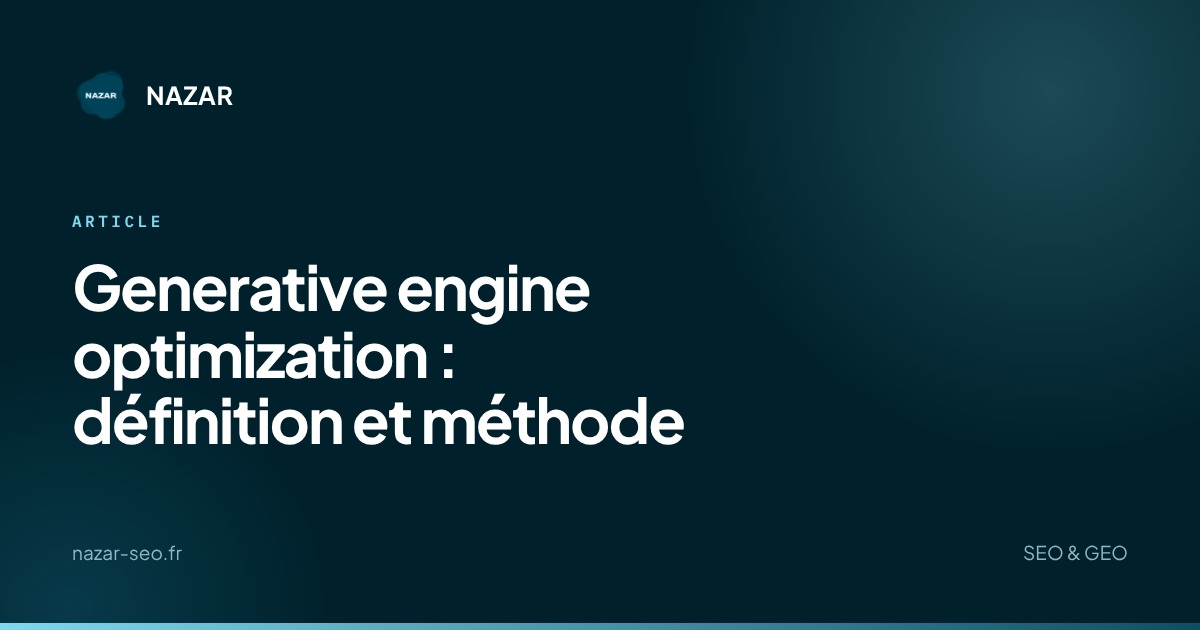 NAZAR
NAZAR
ARTICLE
Generative engine
optimization :
définition et méthode
nazar-seo.fr
SEO & GEO